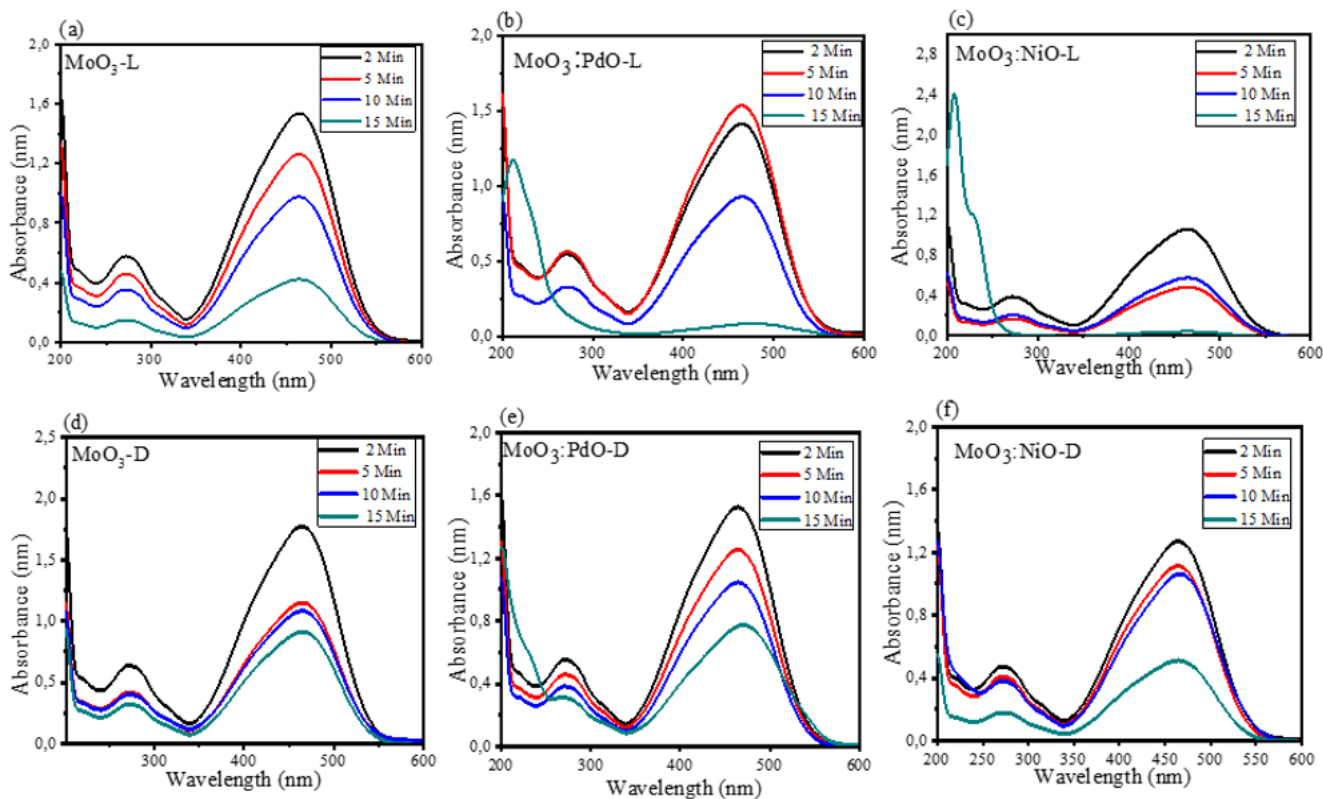 (a)
MoO₃-L
2 Min
5 Min
10 Min
15 Min
2,0
1,6
1,2
0,8
0,4
0,0
Absorbance (nm)
200 300 400 500 600
Wavelength (nm)
(b)
MoO₃:PdO-L
2 Min
5 Min
10 Min
15 Min
2,0
1,5
1,0
0,5
0,0
Absorbance (nm)
200 300 400 500 600
Wavelength (nm)
(c)
MoO₃:NiO-L
2 Min
5 Min
10 Min
15 Min
2,8
2,4
2,0
1,6
1,2
0,8
0,4
0,0
Absorbance (nm)
200 300 400 500 600
Wavelength (nm)
(d)
MoO₃-D
2 Min
5 Min
10 Min
15 Min
2,5
2,0
1,5
1,0
0,5
0,0
Absorbance (nm)
300 400 500 600
Wavelength (nm)
(e)
MoO₃:PdO-D
2 Min
5 Min
10 Min
15 Min
2,0
1,6
1,2
0,8
0,4
0,0
Absorbance (nm)
200 300 400 500 600
Wavelength (nm)
(f)
MoO₃:NiO-D
2 Min
5 Min
10 Min
15 Min
2,0
1,6
1,2
0,8
0,4
0,0
Absorbance (nm)
200 250 300 350 400 450 500 550 600
Wavelength (nm)